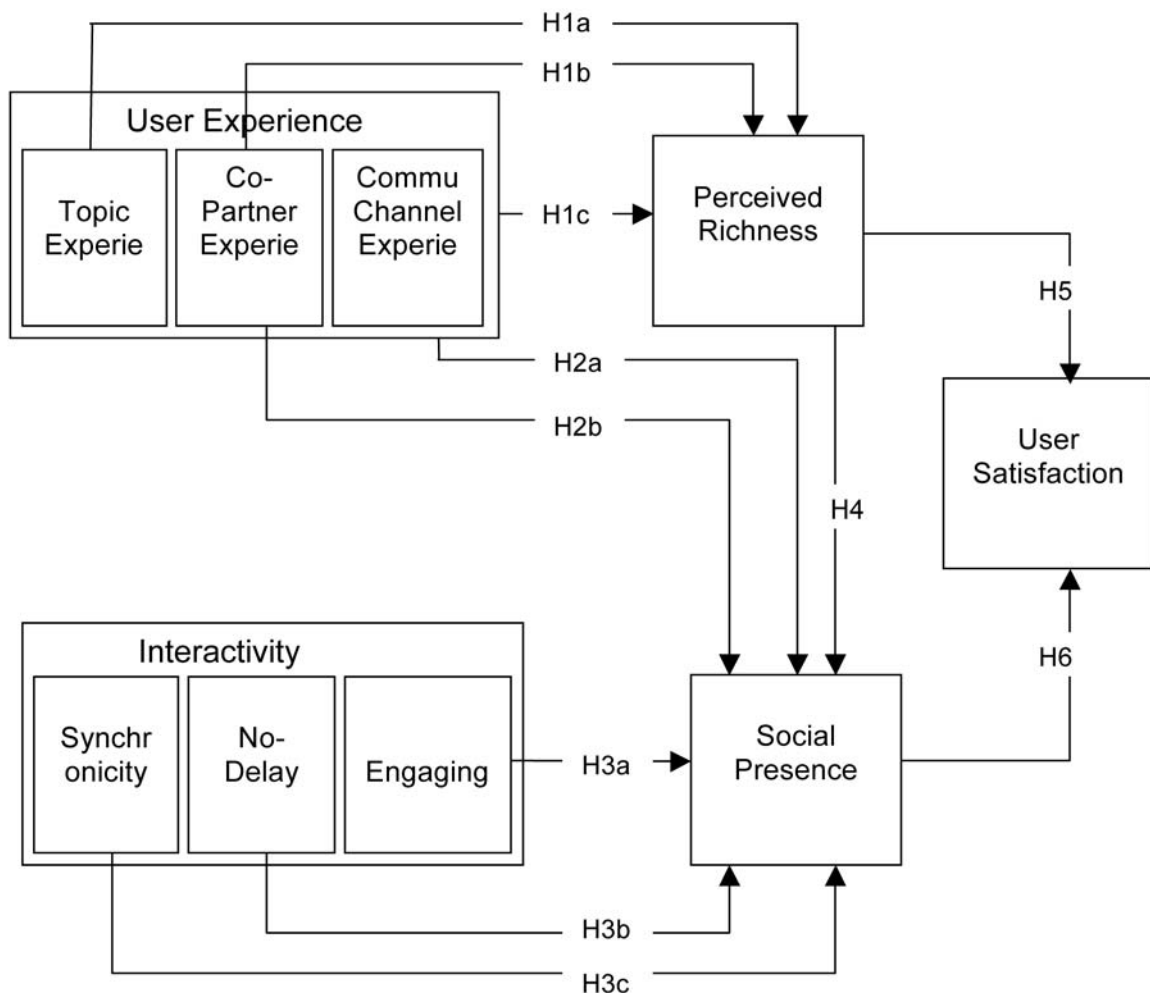 H1a
H1b
User Experience
Topic
Experie
Co-
Partner
Experie
Commu
Channel
Experie
H1c
Perceived
Richness
H5
H2a
H2b
User
Satisfaction
H4
Interactivity
Synchr
onicity
No-
Delay
Engaging
H3a
Social
Presence
H6
H3b
H3c